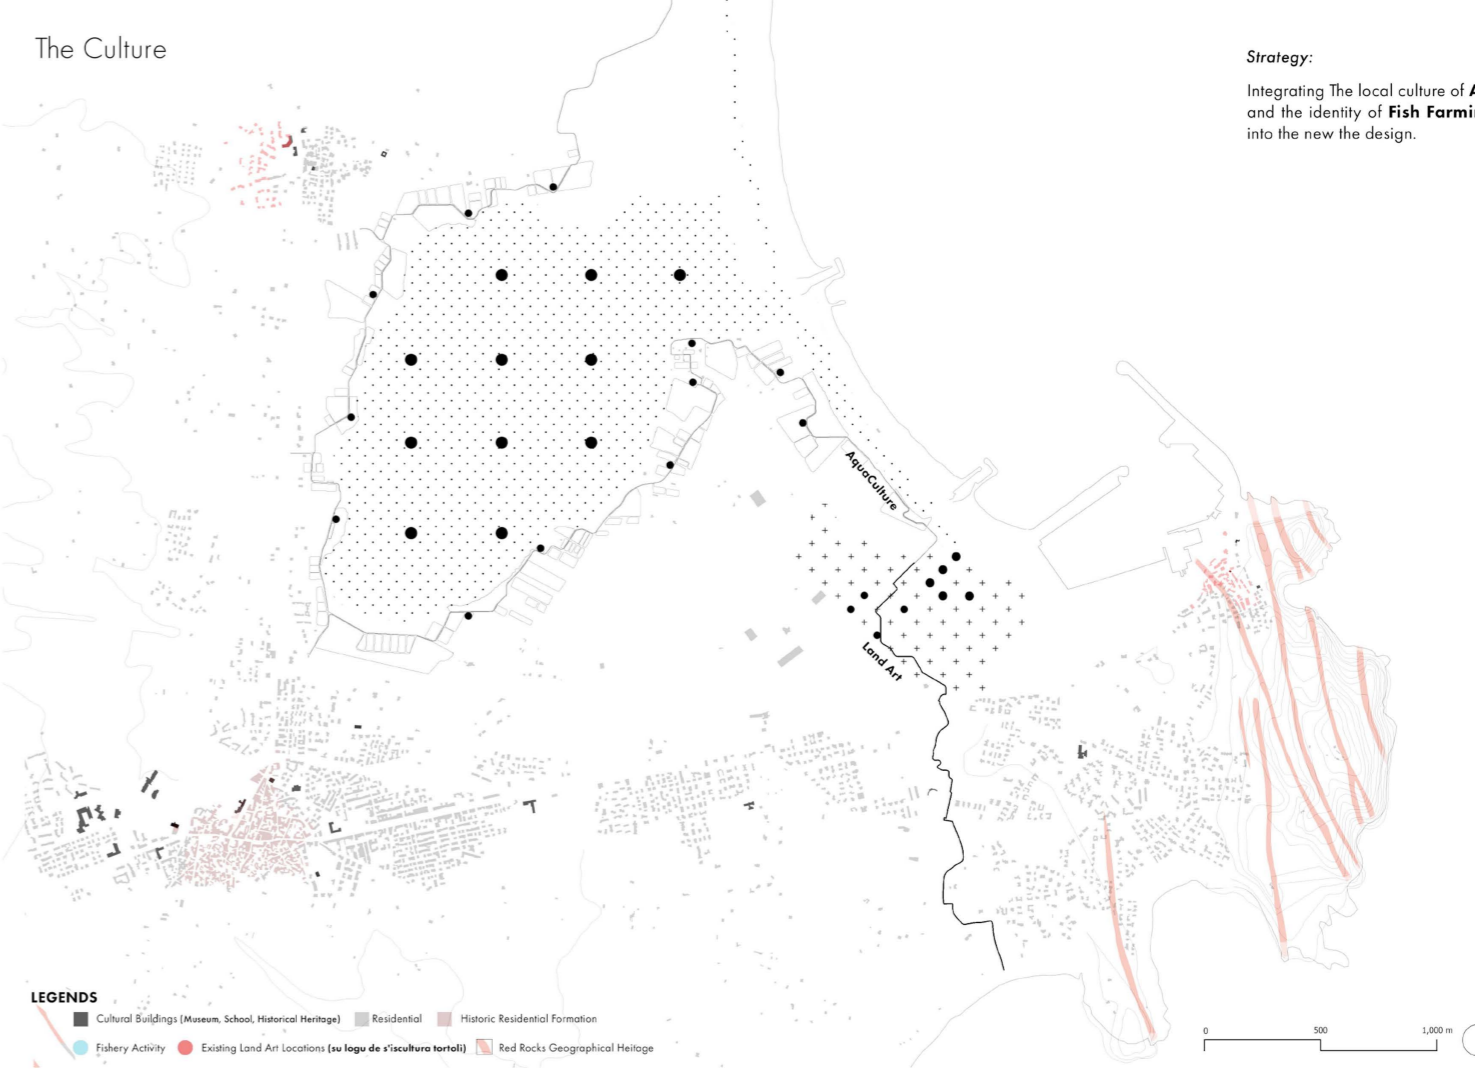 The Culture
Strategy:
Integrating The local culture of
and the identity of Fish Farmi
into the new the design.
AquaCulture
Land Art
LEGENDS
Cultural Buildings (Museum, School, Historical Heritage) Residential Historic Residential Formation
Fishery Activity Existing Land Art Locations (su logu de s'iscultura tortoli) Red Rocks Geographical Heitage
0 500 1,000 m